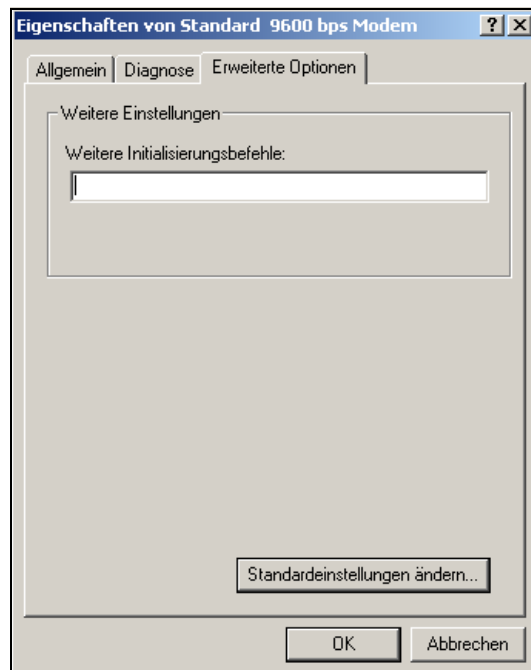 Eigenschaften von Standard 9600 bps Modem ? X
Allgemein Diagnose Erweiterte Optionen
Weitere Einstellungen
Weitere Initialisierungsbefehle:
Standardeinstellungen ändern...
OK Abbrechen